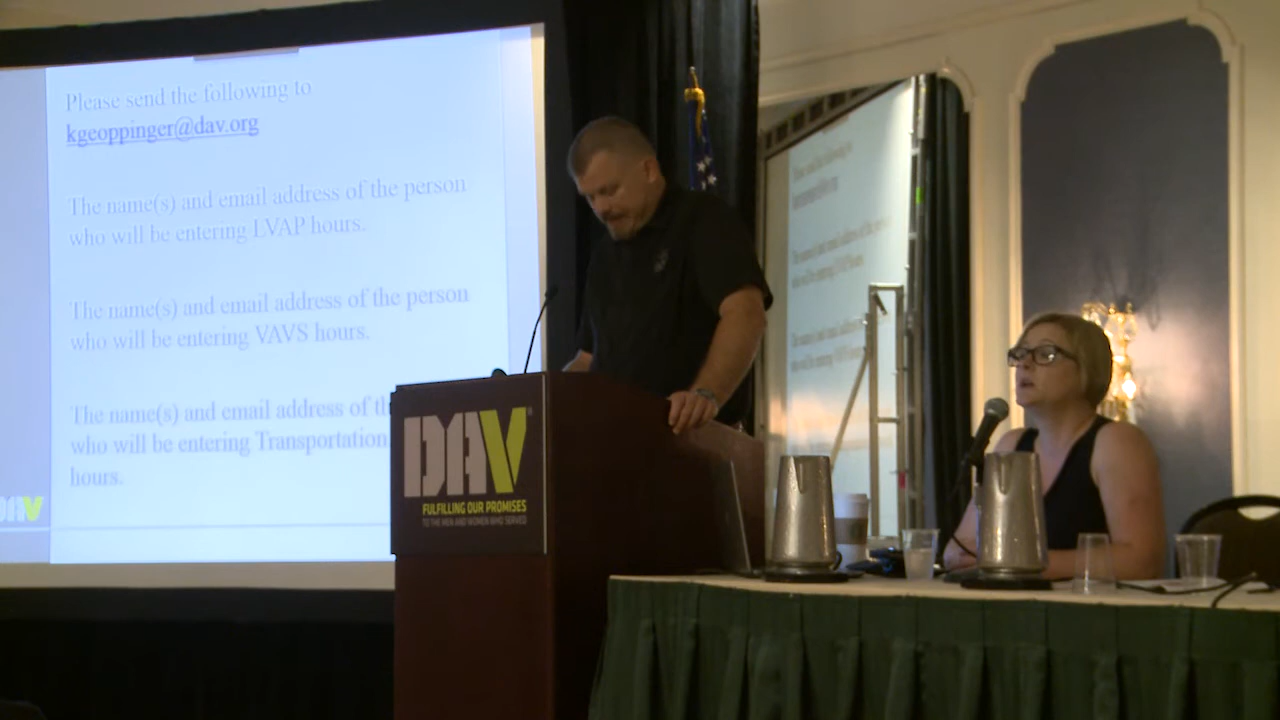 Please send the following to
kgeoppinger@dav.org
The name(s) and email address of the person
who will be entering LVAP hours.
The name(s) and email address of the person
who will be entering VAVS hours.
The name(s) and email address of th
who will be entering Transportation
hours.
DAV
DAV
FULFILLING OUR PROMISES
TO THE MEN AND WOMEN WHO SERVED